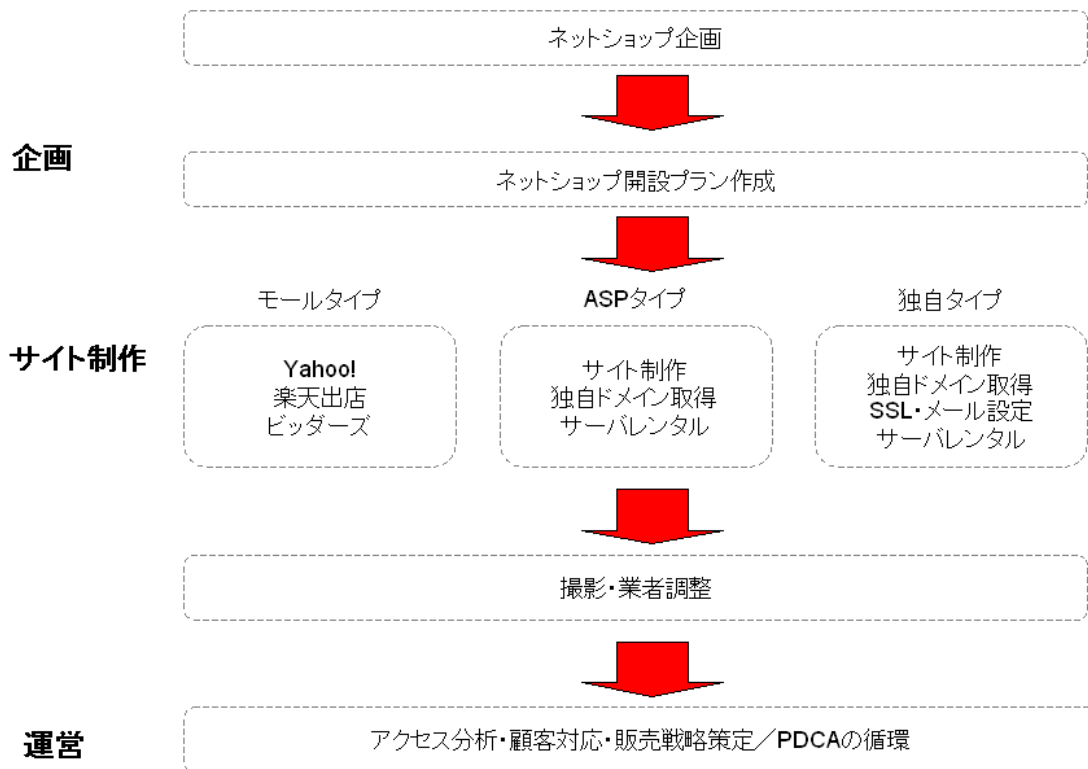 ネットショップ企画
企画
ネットショップ開設プラン作成
モールタイプ
ASPタイプ
独自タイプ
サイト制作
Yahoo!
楽天出店
ビッダーズ
サイト制作
独自ドメイン取得
サーバレンタル
サイト制作
独自ドメイン取得
SSL・メール設定
サーバレンタル
撮影・業者調整
運営
アクセス分析・顧客対応・販売戦略策定／PDCAの循環